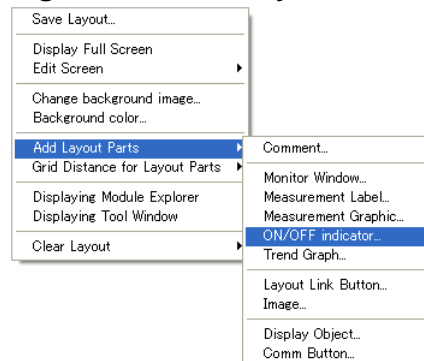 Save Layout...
Display Full Screen
Edit Screen
Change background image...
Background color...
Add Layout Parts
Grid Distance for Layout Parts
Displaying Module Explorer
Displaying Tool Window
Clear Layout
Comment...
Monitor Window...
Measurement Label...
Measurement Graphic...
ON/OFF indicator...
Trend Graph...
Layout Link Button...
Image...
Display Object...
Comm Button...